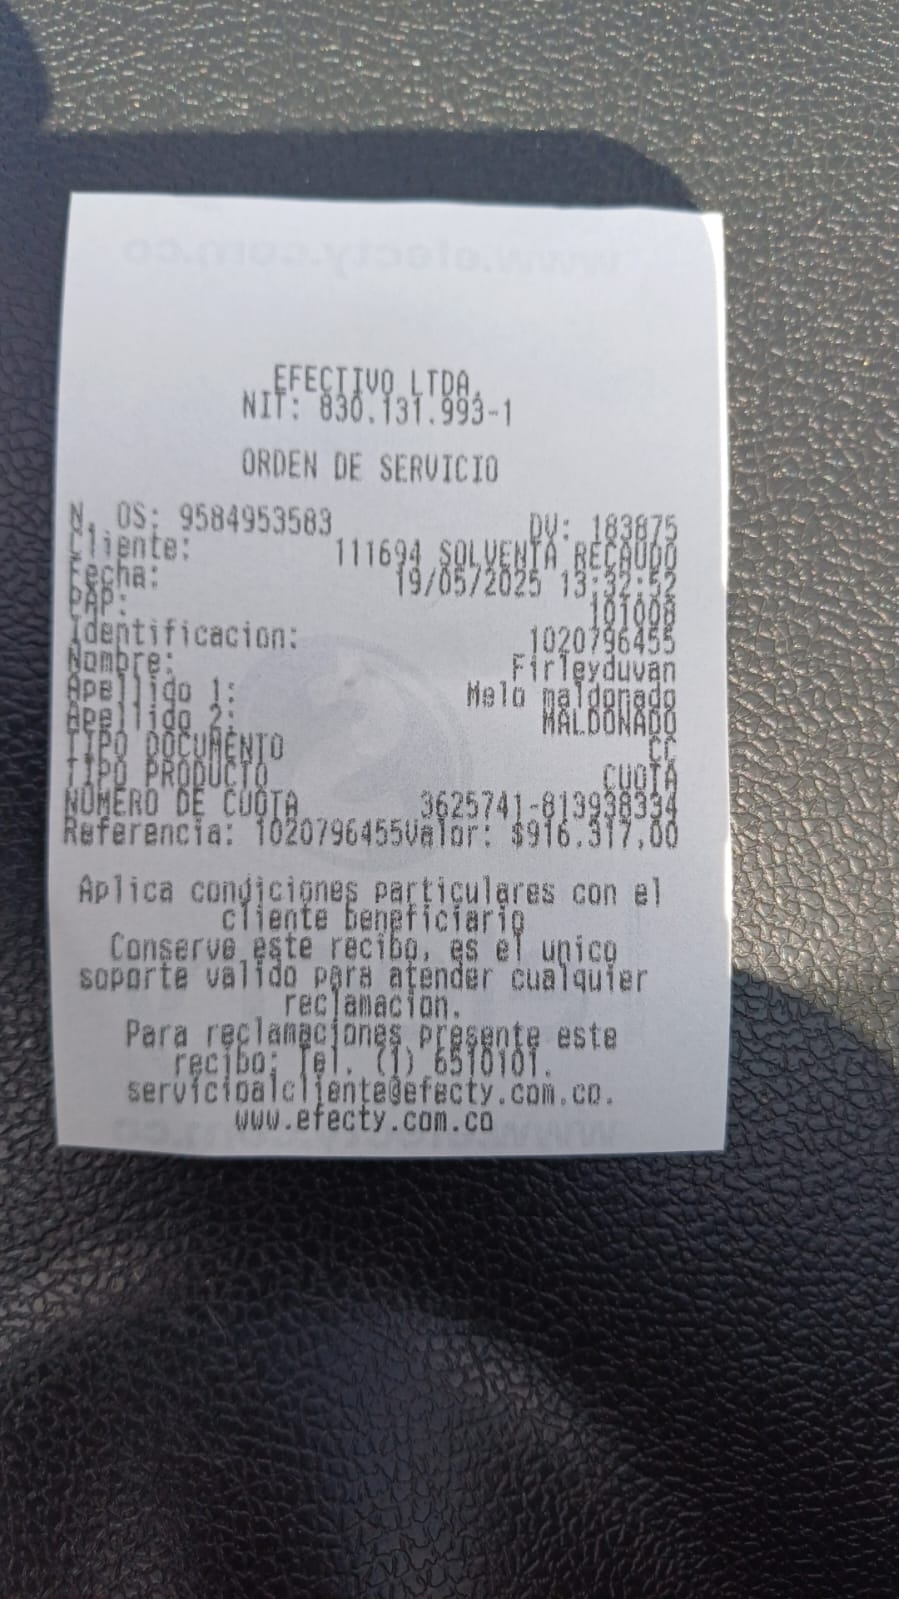 www.efecty.com.co
EFECTIVO LTDA.
NIT: 830.131.993-1
ORDEN DE SERVICIO
N. OS: 9584953583 DV: 183875
Cliente: 111694 SOLVENTA RECAUDO
Fecha: 19/05/2025 13:32:52
PAP: 101008
Identificacion: 1020796455
Nombre: Firleyduvan
Apellido 1: Melo maldonado
Apellido 2: MALDONADO
TIPO DOCUMENTO CC
TIPO PRODUCTO CUOTA
NUMERO DE CUOTA 3625741-813938334
Referencia: 1020796455Valor: $916.317,00
Aplica condiciones particulares con el
cliente beneficiario
Conserve este recibo, es el unico
soporte valido para atender cualquier
reclamacion.
Para reclamaciones presente este
recibo: Tel. (1) 6510101.
servicioalcliente@efecty.com.co.
www.efecty.com.co